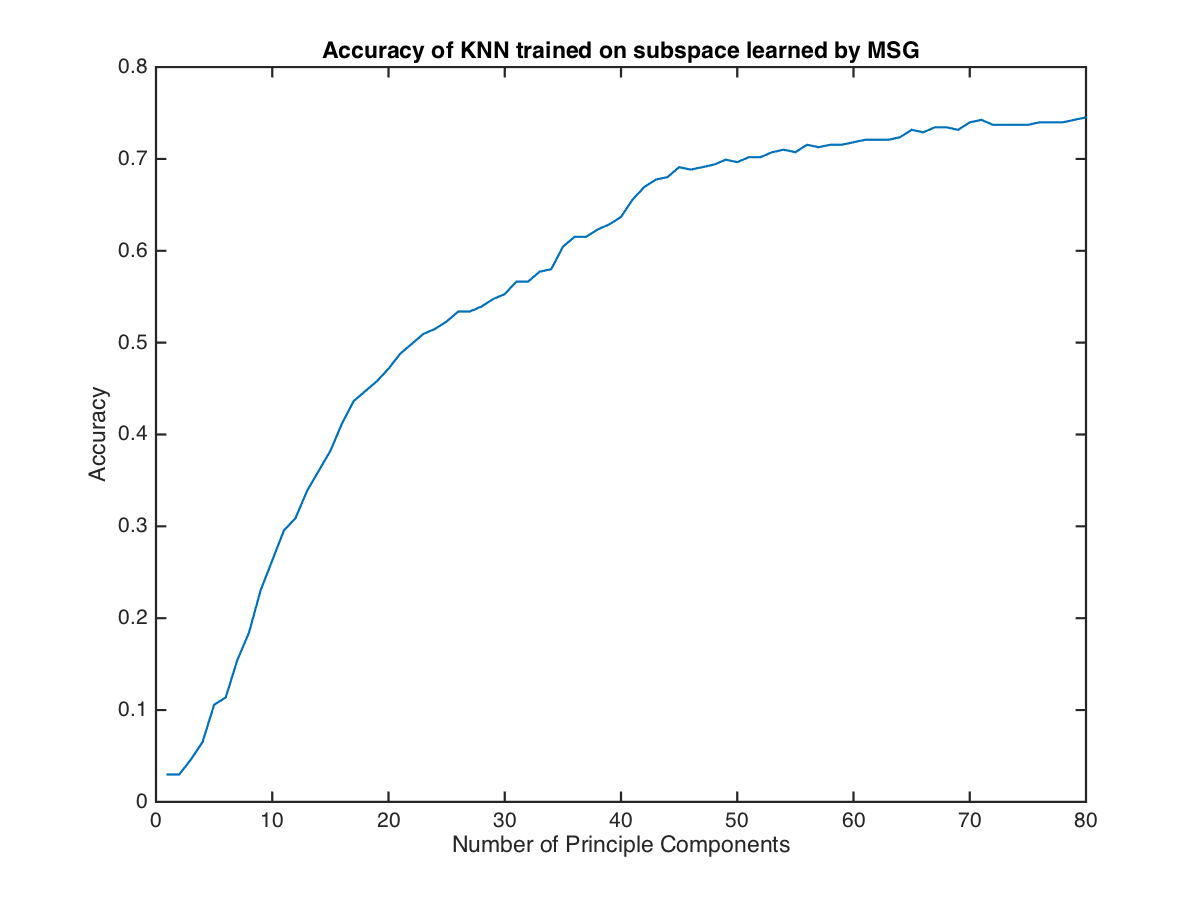 Accuracy of KNN trained on subspace learned by MSG
0.8
0.7
0.6
0.5
0.4
0.3
0.2
0.1
0
Accuracy
0 10 20 30 40 50 60 70 80
Number of Principle Components